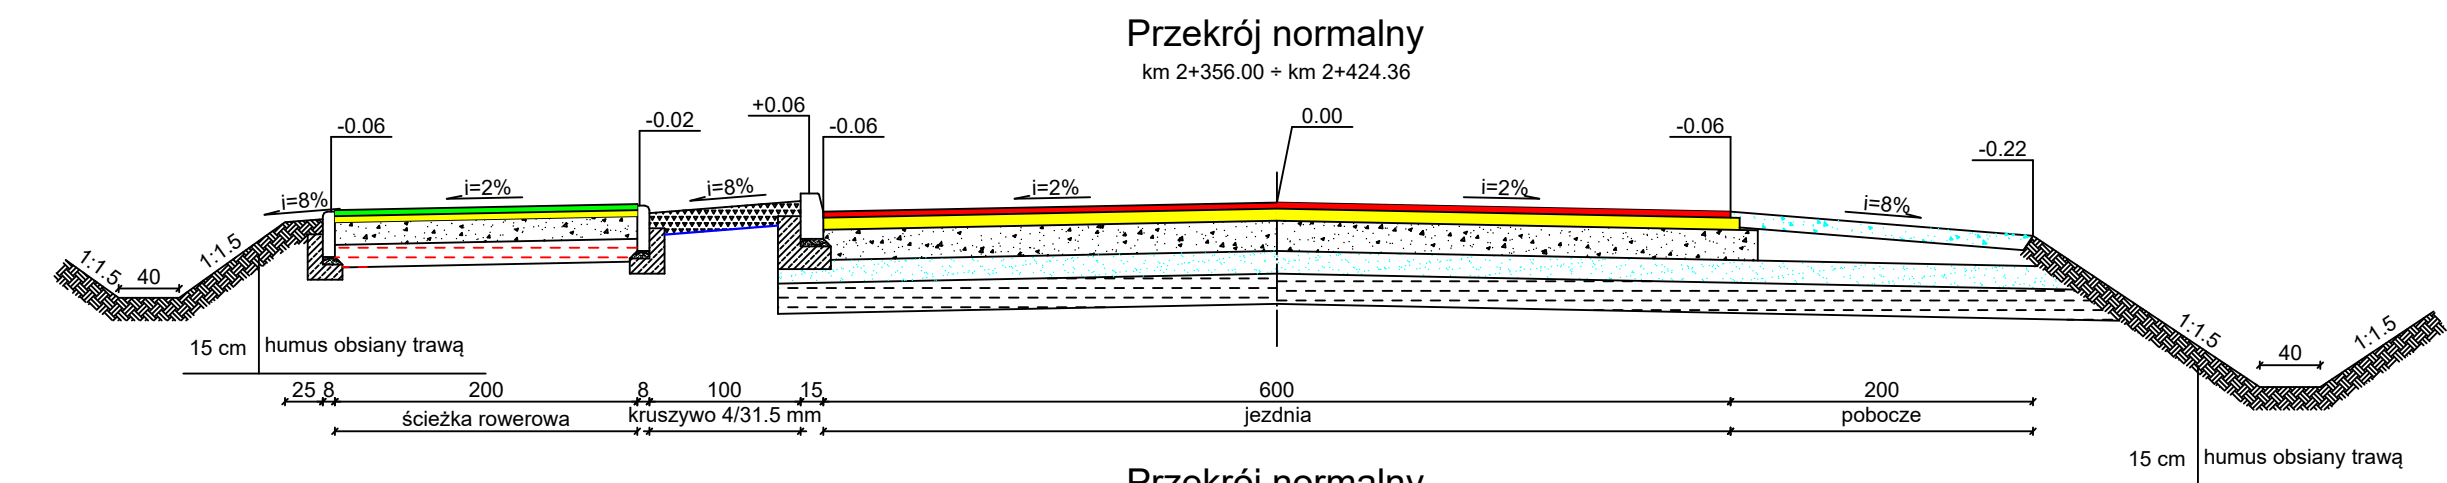 Przekrój normalny
km 2+356.00 ÷ km 2+424.36
+0.06
0.00
-0.06
-0.02
-0.06
-0.06
-0.22
i=8%
i=2%
i=8%
i=2%
i=2%
i=8%
1:1.5
40
1:1.5
15 cm
humus obsiany trawą
1:1.5
40
1:1.5
25 8 200 8 100 15 600 200
ścieżka rowerowa
kruszywo 4/31.5 mm
jezdnia
pobocze
15 cm
humus obsiany trawą
Przekrój normalny